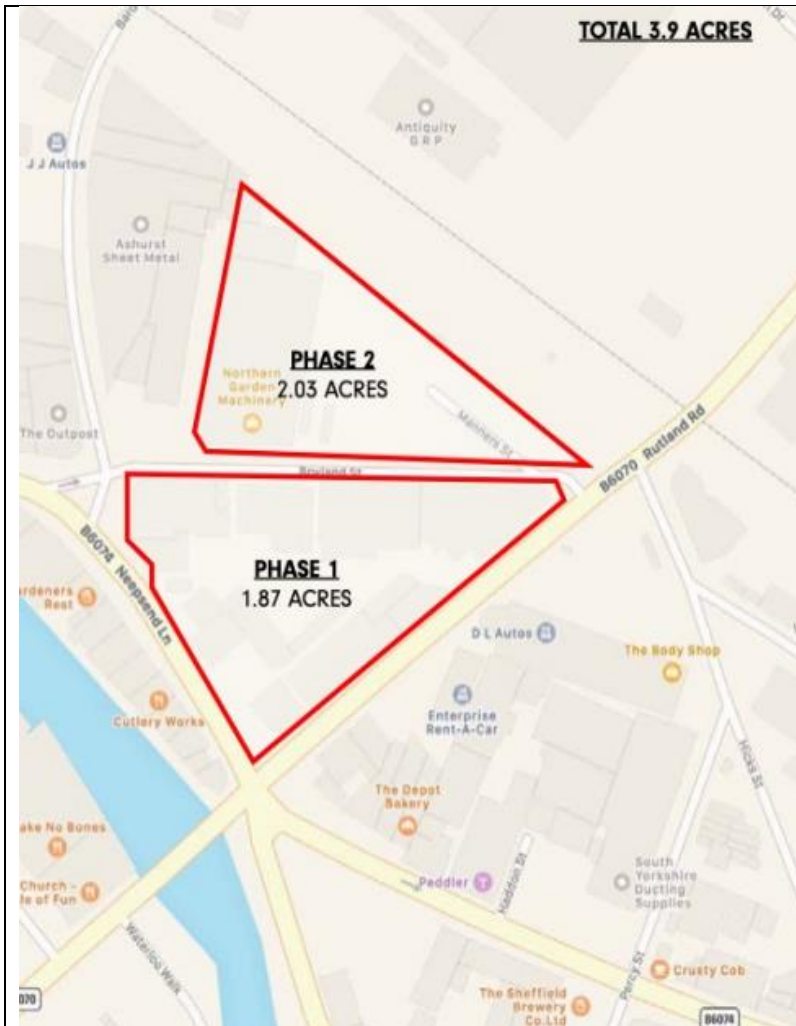 TOTAL 3.9 ACRES
Antiquity
G R P
J J Autos
Ashurst
Sheet Metal
PHASE 2
2.03 ACRES
Northern
Garden
Machinery
Manners St
The Outpost
B6070 Rutland Rd
B6074 Neepsend Ln
PHASE 1
1.87 ACRES
ardeners
Rest
D L Autos
The Body Shop
Cutlery Works
Enterprise
Rent-A-Car
Hicks St
The Depot
Bakery
ake No Bones
Church -
le of Fun
Peddler
Haddon St
South
Yorkshire
Ducting
Supplies
Waterloo Walk
Percy St
Crusty Cob
070
The Sheffield
Brewery
Co.Ltd
B6074